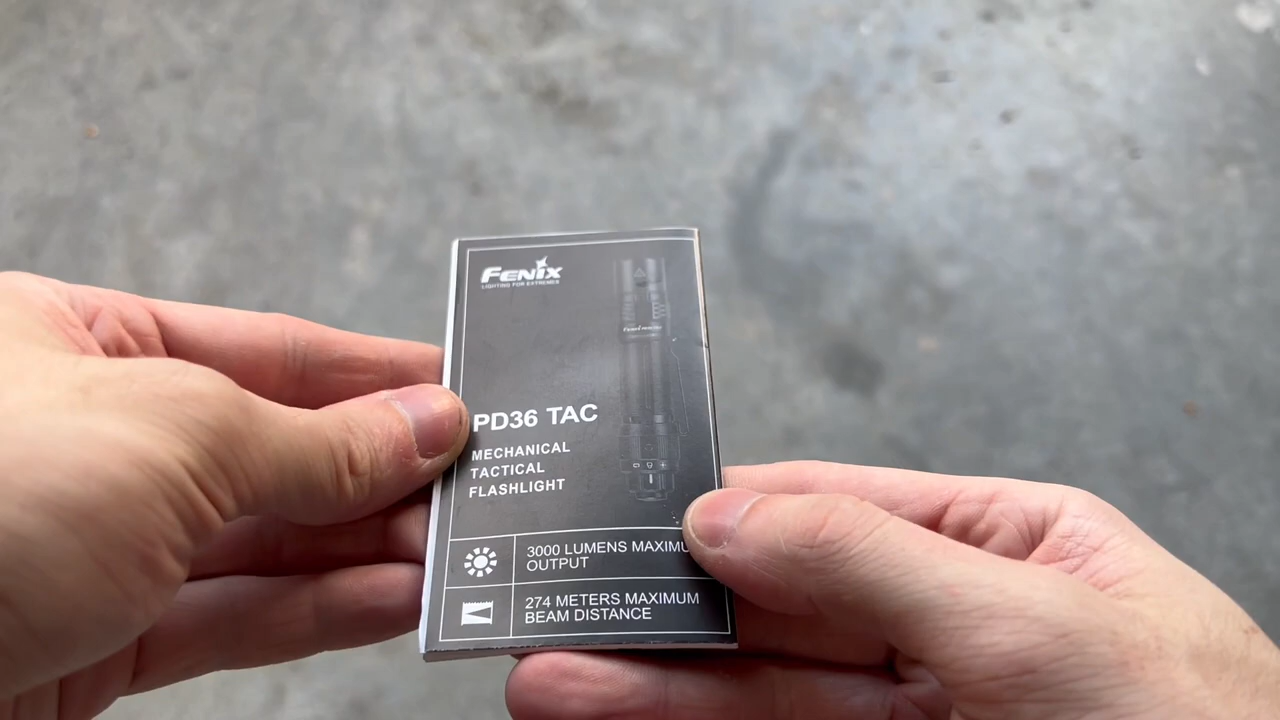 FENIX
LIGHTING FOR EXTREMES
PD36 TAC
MECHANICAL
TACTICAL
FLASHLIGHT
3000 LUMENS MAXIMU
OUTPUT
274 METERS MAXIMUM
BEAM DISTANCE